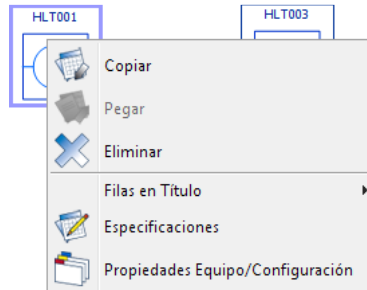 HLT001
HLT003
Copiar
Pegar
Eliminar
Filas en Título
Especificaciones
Propiedades Equipo/Configuración